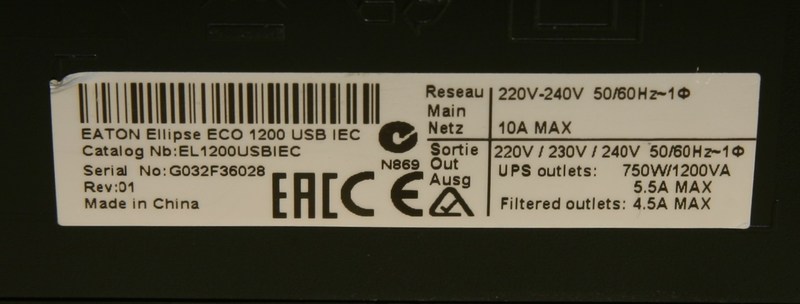 EATON Ellipse ECO 1200 USB IEC
Catalog Nb:EL1200USBIEC
Serial No:G032F36028
Rev:01
Made in China
N869
EAC CE
Reseau 220V-240V 50/60Hz~1Φ
Main
Netz 10A MAX
Sortie 220V / 230V / 240V 50/60Hz~1Φ
Out UPS outlets: 750W/1200VA
Ausg 5.5A MAX
Filtered outlets: 4.5A MAX